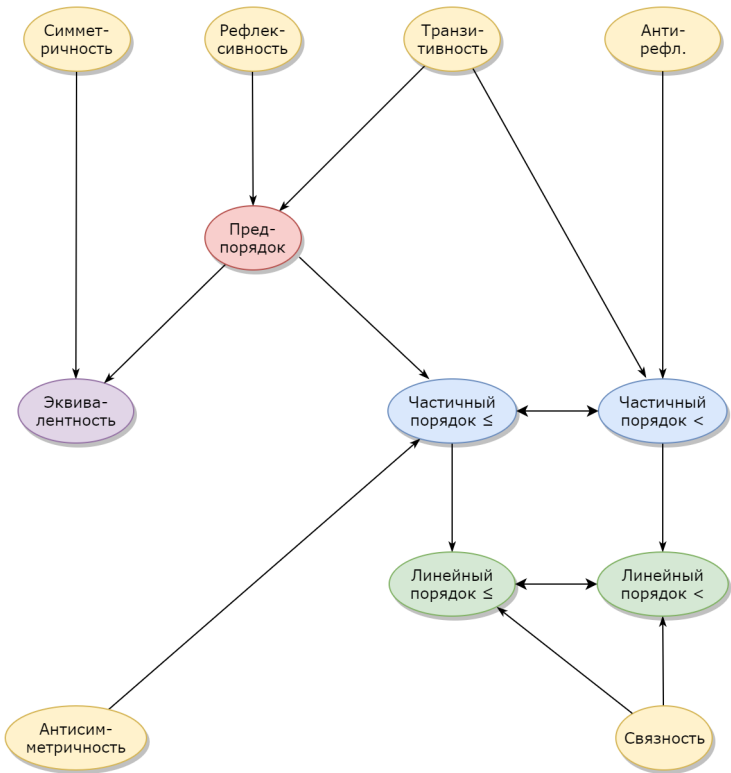 Симмет-
ричность
Рефлек-
сивность
Транзи-
тивность
Анти-
рефл.
Пред-
порядок
Эквива-
лентность
Частичный
порядок ≤
Частичный
порядок <
Линейный
порядок ≤
Линейный
порядок <
Антисим-
метричность
Связность